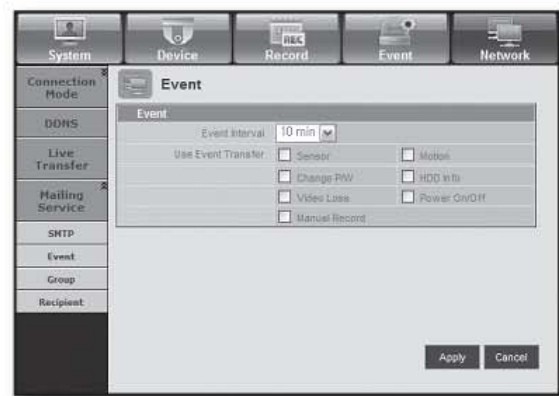 System Device Record Event Network
Connection Mode
DDNS
Live Transfer
Mailing Service
SMTP
Event
Group
Recipient
Event
Event
Event Interval 10 min
Use Event Transfer Sensor Motion
Change P/W HDD Info
Video Loss Power On/Off
Manual Record
Apply Cancel